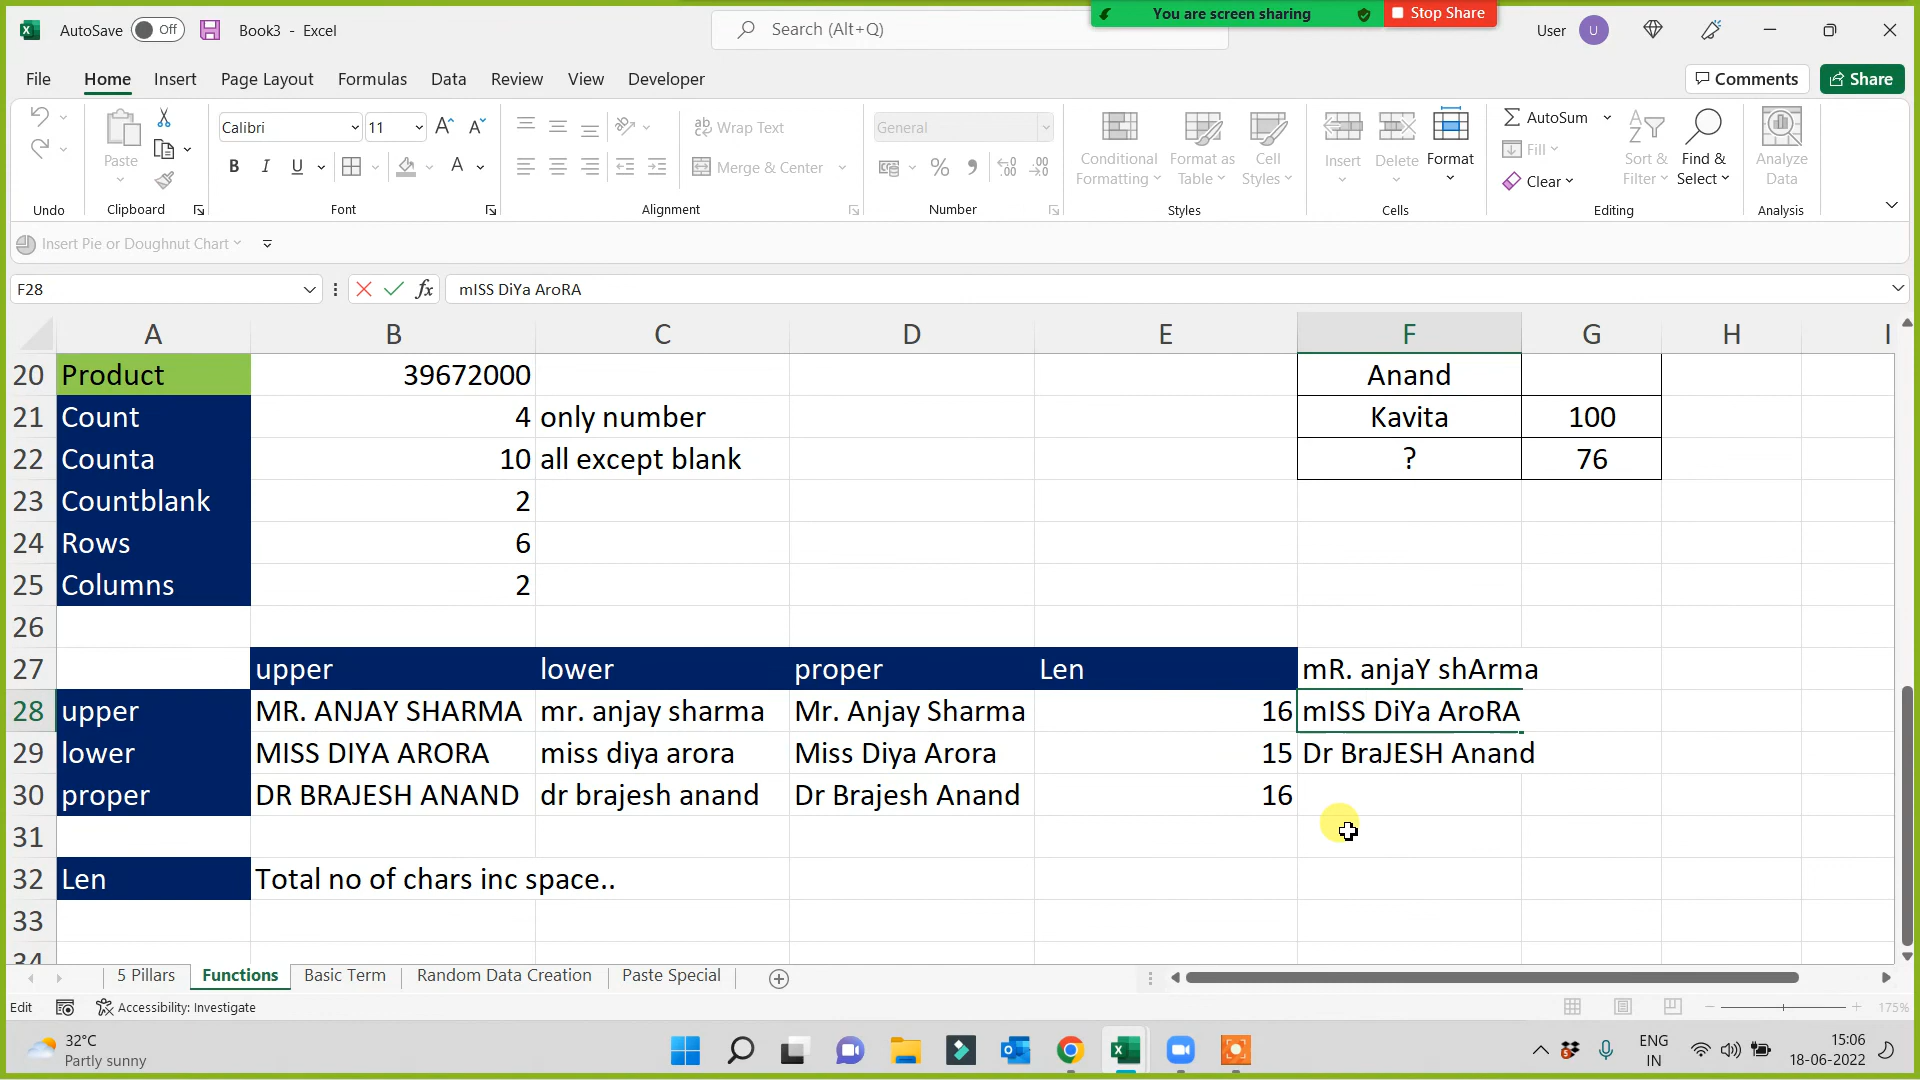 You are screen sharing
Stop Share
AutoSave
Off
Book3 - Excel
Search (Alt+Q)
User
U
File
Home
Insert
Page Layout
Formulas
Data
Review
View
Developer
Comments
Share
Undo
Paste
Clipboard
Calibri
11
Font
Wrap Text
Merge & Center
Alignment
General
Number
Conditional Formatting
Format as Table
Cell Styles
Styles
Insert
Delete
Format
Cells
AutoSum
Fill
Clear
Sort & Filter
Find & Select
Editing
Analyze Data
Analysis
Insert Pie or Doughnut Chart
F28
fx
mISS DiYa AroRA
A B C D E F G H I
20 Product 39672000 Anand
21 Count 4 only number Kavita 100
22 Counta 10 all except blank ? 76
23 Countblank 2
24 Rows 6
25 Columns 2
26
27 upper lower proper Len mR. anjaY shArma
28 upper MR. ANJAY SHARMA mr. anjay sharma Mr. Anjay Sharma 16 mISS DiYa AroRA
29 lower MISS DIYA ARORA miss diya arora Miss Diya Arora 15 Dr BraJESH Anand
30 proper DR BRAJESH ANAND dr brajesh anand Dr Brajesh Anand 16
31
32 Len Total no of chars inc space..
33
34
5 Pillars
Functions
Basic Term
Random Data Creation
Paste Special
Edit
Accessibility: Investigate
175%
32°C
Partly sunny
ENG
IN
15:06
18-06-2022